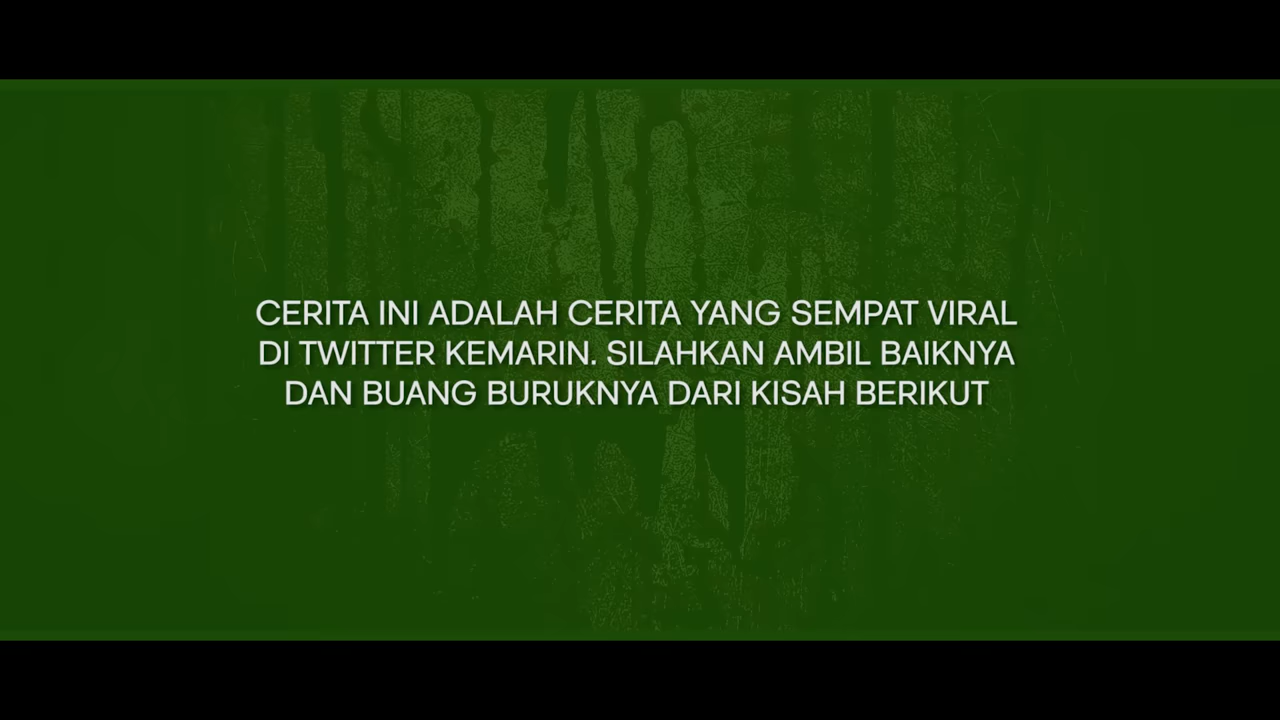 CERITA INI ADALAH CERITA YANG SEMPAT VIRAL
DI TWITTER KEMARIN. SILAHKAN AMBIL BAIKNYA
DAN BUANG BURUKNYA DARI KISAH BERIKUT